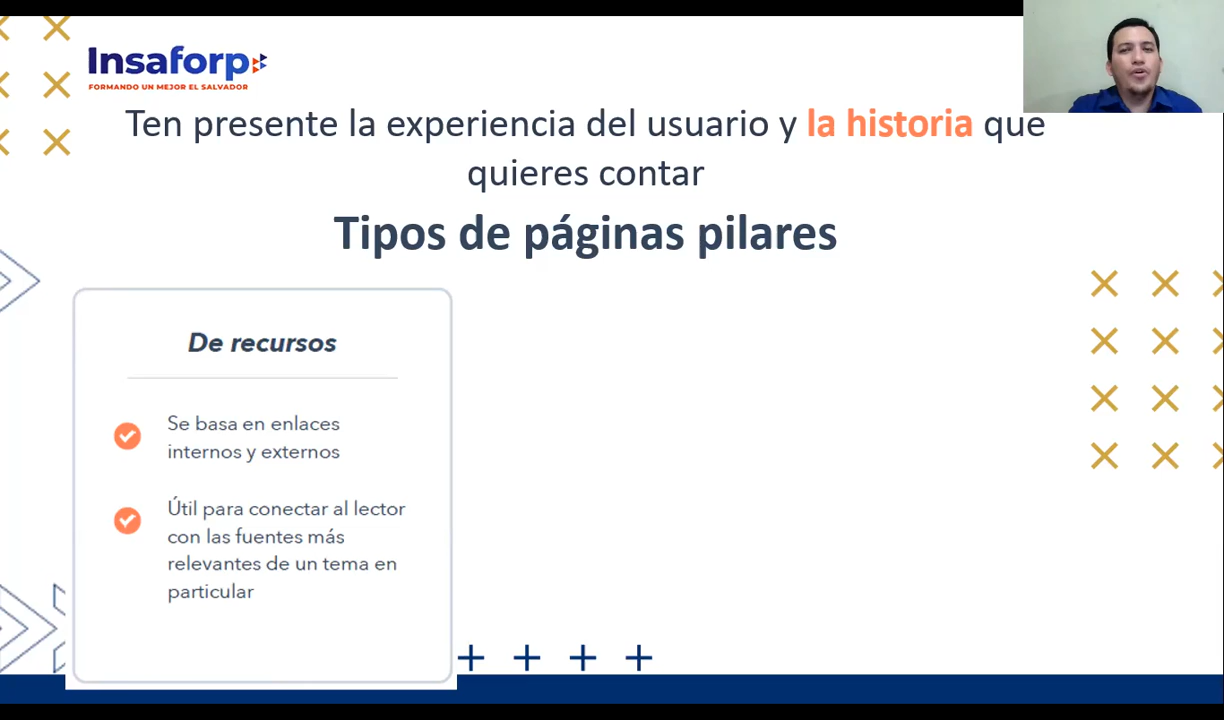 Insaforp
FORMANDO UN MEJOR EL SALVADOR
Ten presente la experiencia del usuario y la historia que
quieres contar
Tipos de páginas pilares
De recursos
Se basa en enlaces
internos y externos
Útil para conectar al lector
con las fuentes más
relevantes de un tema en
particular